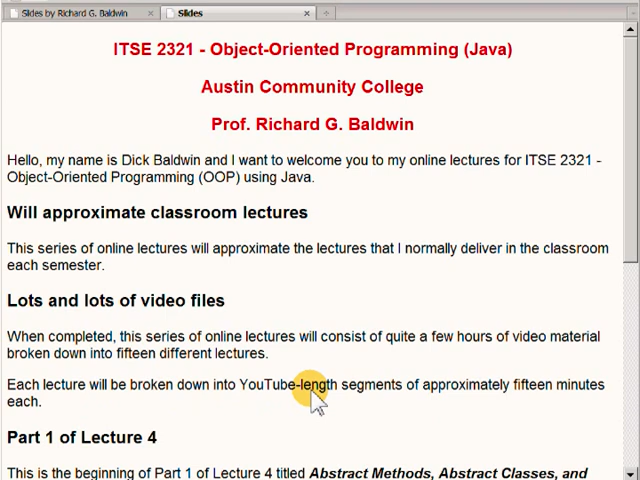 Slides by Richard G. Baldwin
Slides
ITSE 2321 - Object-Oriented Programming (Java)
Austin Community College
Prof. Richard G. Baldwin
Hello, my name is Dick Baldwin and I want to welcome you to my online lectures for ITSE 2321 -
Object-Oriented Programming (OOP) using Java.
Will approximate classroom lectures
This series of online lectures will approximate the lectures that I normally deliver in the classroom
each semester.
Lots and lots of video files
When completed, this series of online lectures will consist of quite a few hours of video material
broken down into fifteen different lectures.
Each lecture will be broken down into YouTube-length segments of approximately fifteen minutes
each.
Part 1 of Lecture 4
This is the beginning of Part 1 of Lecture 4 titled Abstract Methods, Abstract Classes, and